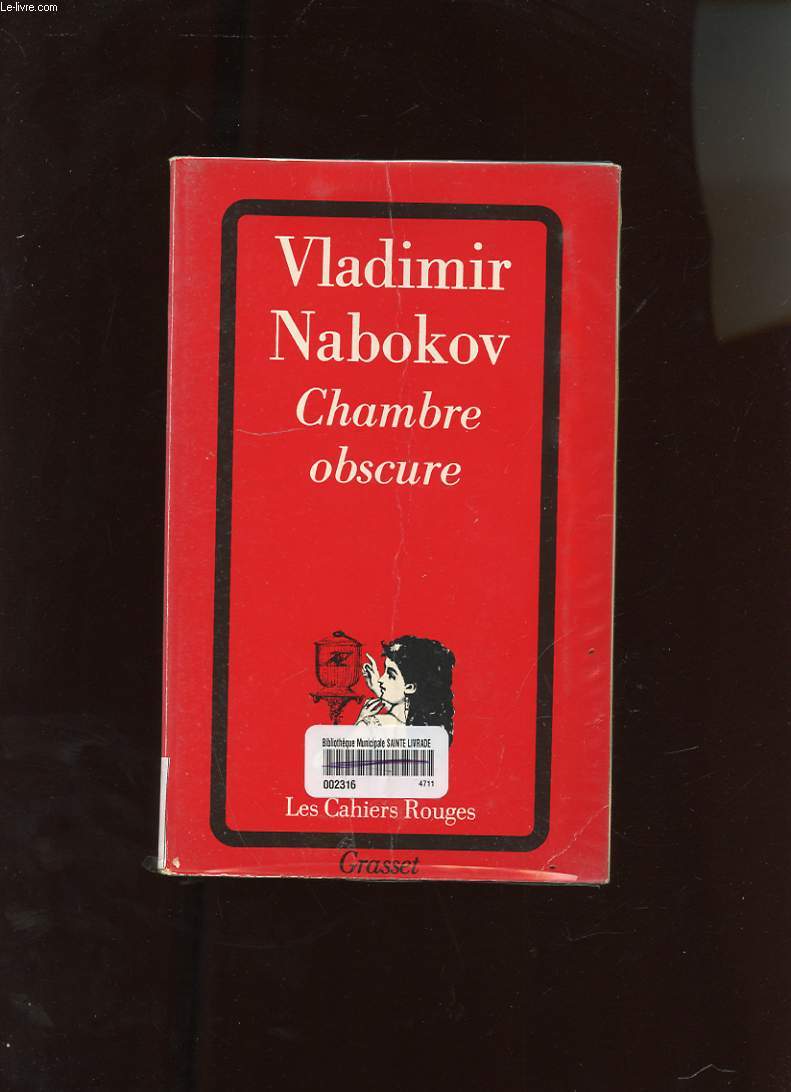 Le-livre.com
Vladimir
Nabokov
Chambre
obscure
Bibliothèque Municipale SAINTE LIVRADE
002316 4711
Les Cahiers Rouges
Grasset